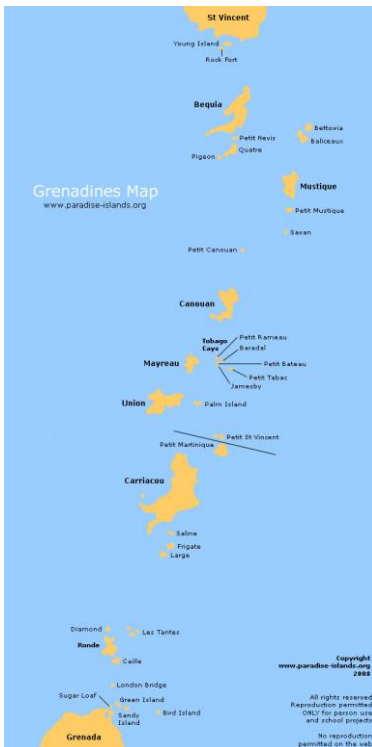 St Vincent
Young Island
Rock Fort
Bequia
Bettovia
Petit Nevis
Baliceaux
Quatre
Pigeon
Grenadines Map
www.paradise-islands.org
Mustique
Petit Mustique
Savan
Petit Canouan
Canouan
Petit Rameau
Tobago
Cays
Baradal
Mayreau
Petit Bateau
Petit Tabac
Jamesby
Union
Palm Island
Petit St Vincent
Petit Martinique
Carriacou
Saline
Frigate
Large
Diamond
Les Tantes
Ronde
Caille
London Bridge
Sugar Loaf
Green Island
Sandy
Island
Bird Island
Grenada
Copyright
www.paradise-islands.org
2008
All rights reserved
Reproduction permitted
ONLY for person use
and school projects
No reproduction
permitted on the web